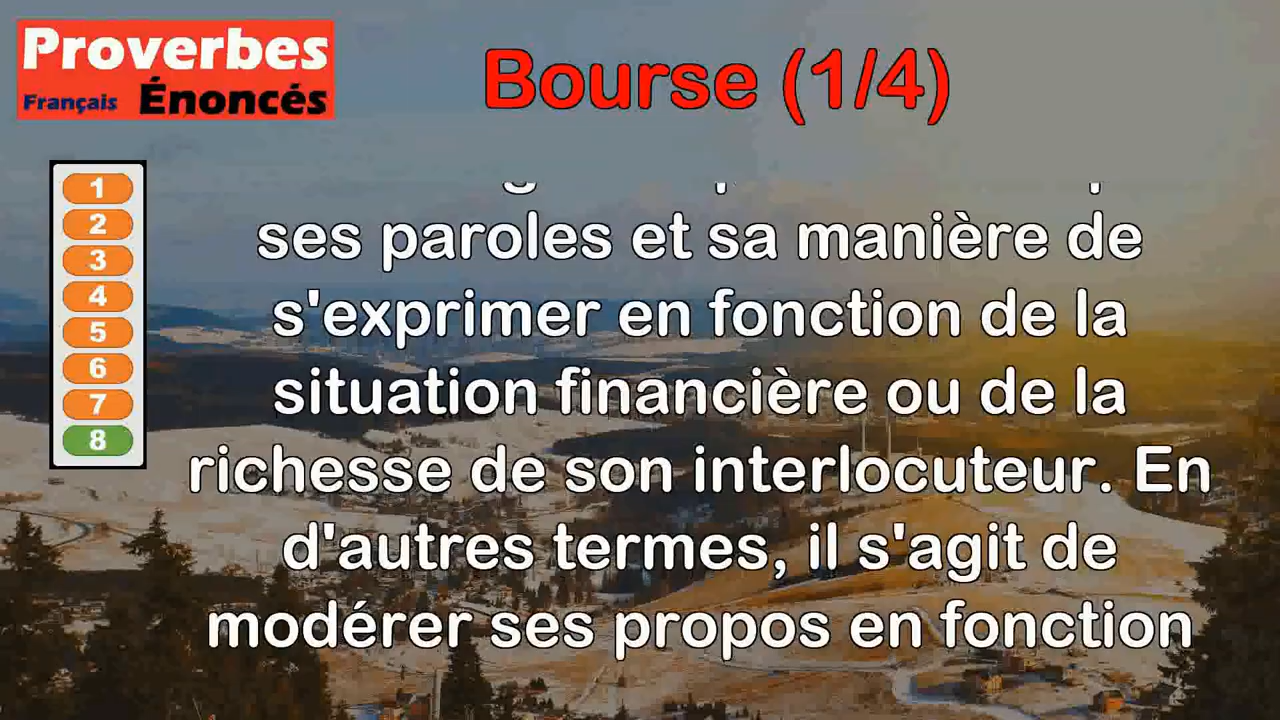 Proverbes
Français Énoncés
Bourse (1/4)
1
2
3
4
5
6
7
8
ses paroles et sa manière de
s'exprimer en fonction de la
situation financière ou de la
richesse de son interlocuteur. En
d'autres termes, il s'agit de
modérer ses propos en fonction